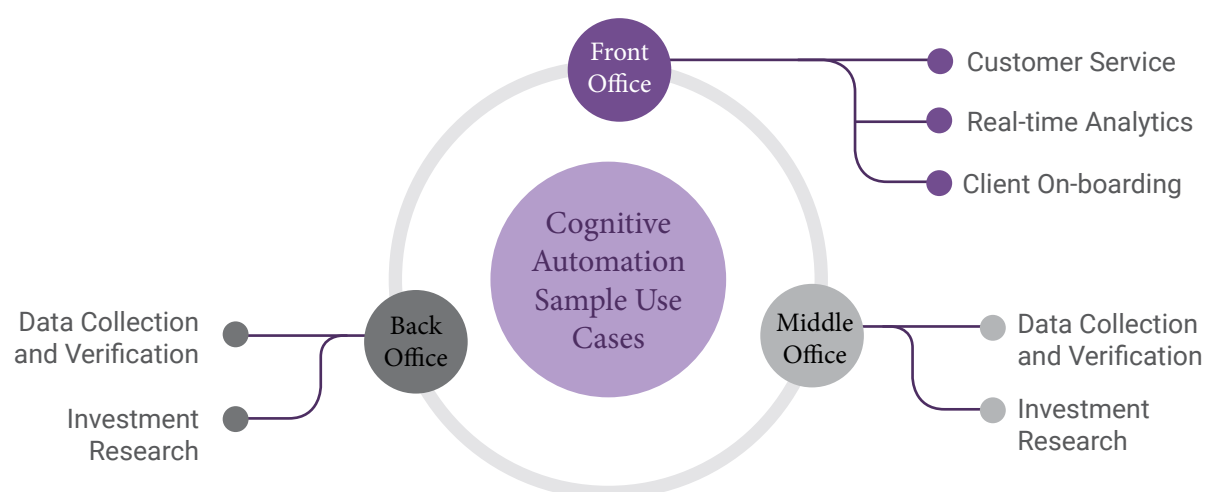 Front
Office
Customer Service
Real-time Analytics
Client On-boarding
Cognitive
Automation
Sample Use
Cases
Back
Office
Data Collection
and Verification
Investment
Research
Middle
Office
Data Collection
and Verification
Investment
Research